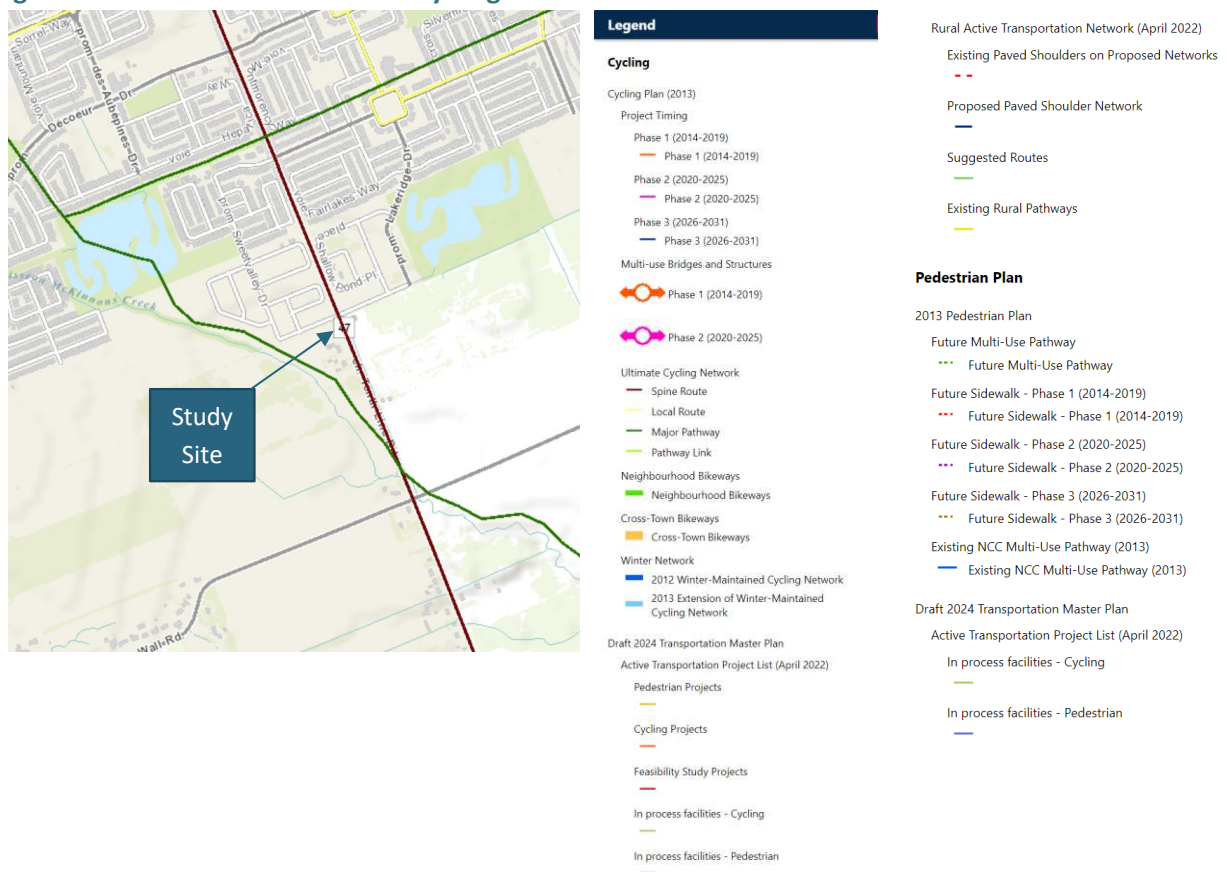 Sorrel-Way
voie Mountain
prom-des-Aubepines-Dr
Decoeur-Dr
Voie
Hepa
Way
Montmorency
Silver
Crois
Fairlakes Way
Voie
prom
Sweetvalley-Dr
place
Shallow
Pond-Pl
prom
Lakeridge-Dr
McKinnons Creek
47
Study
Site
Wall-Rd
Legend
Cycling
Cycling Plan (2013)
Project Timing
Phase 1 (2014-2019)
Phase 1 (2014-2019)
Phase 2 (2020-2025)
Phase 2 (2020-2025)
Phase 3 (2026-2031)
Phase 3 (2026-2031)
Multi-use Bridges and Structures
Phase 1 (2014-2019)
Phase 2 (2020-2025)
Ultimate Cycling Network
Spine Route
Local Route
Major Pathway
Pathway Link
Neighbourhood Bikeways
Neighbourhood Bikeways
Cross-Town Bikeways
Cross-Town Bikeways
Winter Network
2012 Winter-Maintained Cycling Network
2013 Extension of Winter-Maintained
Cycling Network
Draft 2024 Transportation Master Plan
Active Transportation Project List (April 2022)
Pedestrian Projects
Cycling Projects
Feasibility Study Projects
In process facilities - Cycling
In process facilities - Pedestrian
Rural Active Transportation Network (April 2022)
Existing Paved Shoulders on Proposed Networks
Proposed Paved Shoulder Network
Suggested Routes
Existing Rural Pathways
Pedestrian Plan
2013 Pedestrian Plan
Future Multi-Use Pathway
Future Multi-Use Pathway
Future Sidewalk - Phase 1 (2014-2019)
Future Sidewalk - Phase 1 (2014-2019)
Future Sidewalk - Phase 2 (2020-2025)
Future Sidewalk - Phase 2 (2020-2025)
Future Sidewalk - Phase 3 (2026-2031)
Future Sidewalk - Phase 3 (2026-2031)
Existing NCC Multi-Use Pathway (2013)
Existing NCC Multi-Use Pathway (2013)
Draft 2024 Transportation Master Plan
Active Transportation Project List (April 2022)
In process facilities - Cycling
In process facilities - Pedestrian